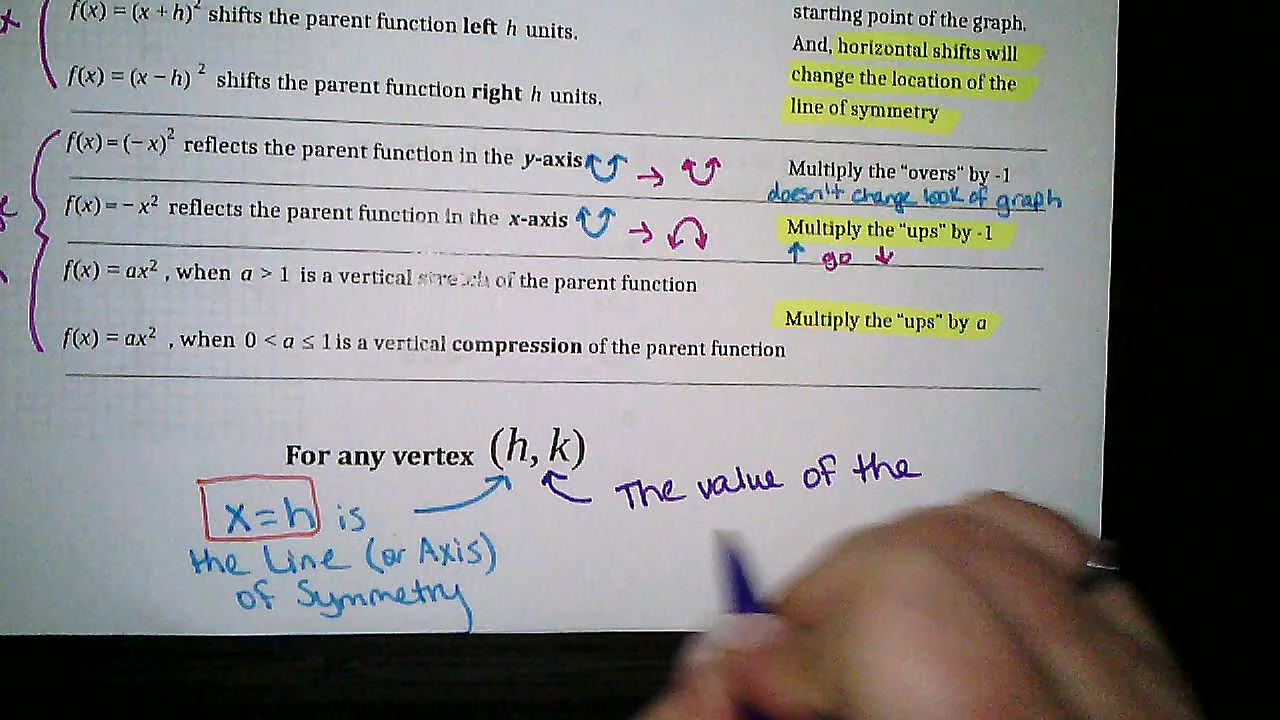 f(x) = (x + h)² shifts the parent function left h units.
starting point of the graph.
And, horizontal shifts will
change the location of the
line of symmetry
f(x) = (x − h)² shifts the parent function right h units.
f(x) = (− x)² reflects the parent function in the y-axis
Multiply the "overs" by -1
doesn't change look of graph
f(x) = − x² reflects the parent function in the x-axis
Multiply the "ups" by -1
↑ go ↓
f(x) = ax² , when a > 1 is a vertical stretch of the parent function
Multiply the "ups" by a
f(x) = ax² , when 0 < a ≤ 1 is a vertical compression of the parent function
For any vertex (h, k)
x=h is
the Line (or Axis)
of Symmetry
The value of the